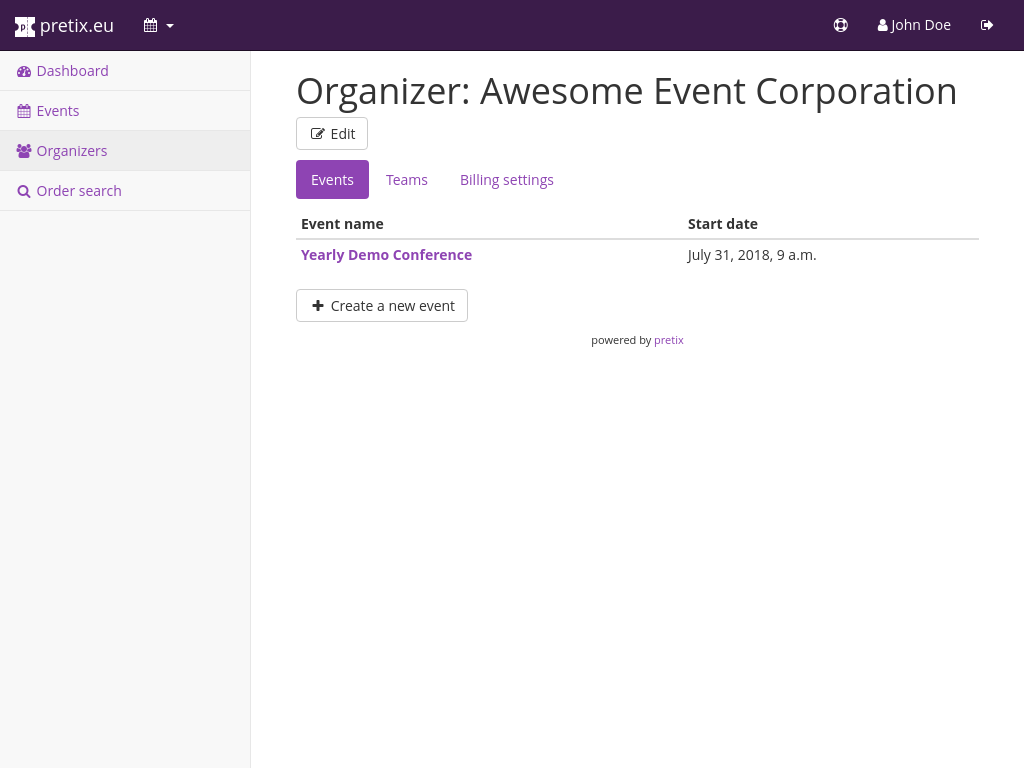 pretix.eu
John Doe
Dashboard
Events
Organizers
Order search
Organizer: Awesome Event Corporation
Edit
Events Teams Billing settings
Event name Start date
Yearly Demo Conference July 31, 2018, 9 a.m.
Create a new event
powered by pretix